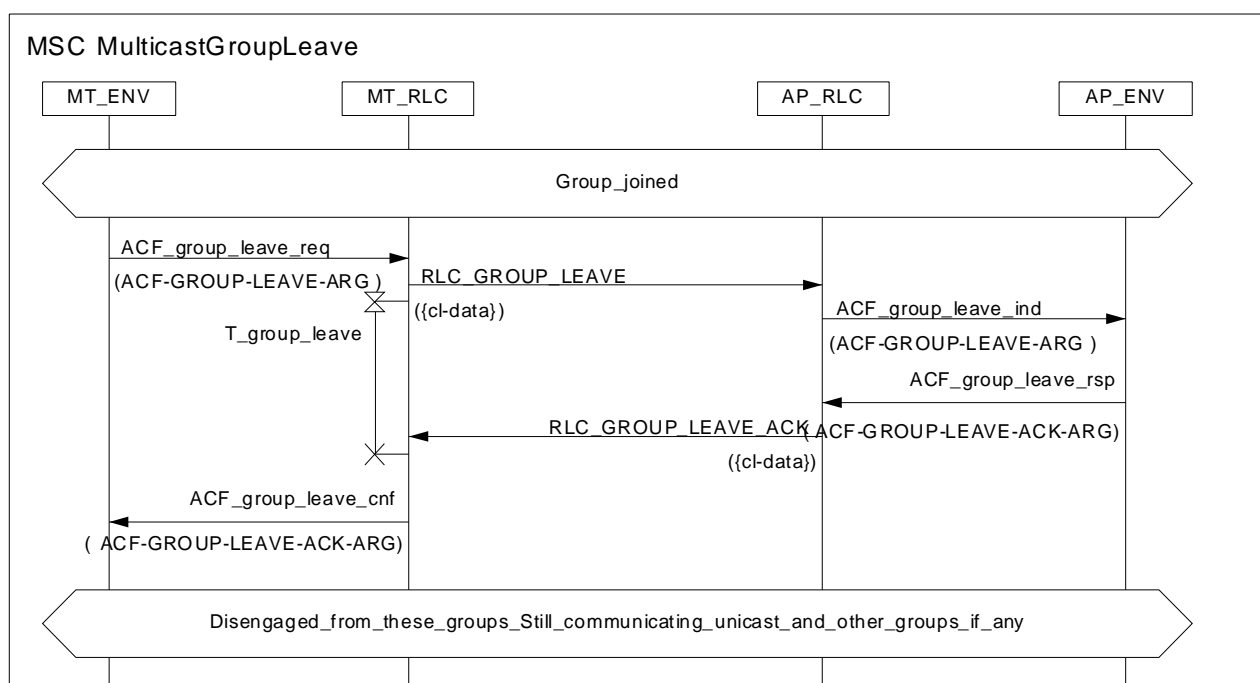 MSC MulticastGroupLeave
MT_ENV MT_RLC AP_RLC AP_ENV
Group_joined
ACF_group_leave_req
(ACF-GROUP-LEAVE-ARG )
RLC_GROUP_LEAVE
({cl-data})
T_group_leave
ACF_group_leave_ind
(ACF-GROUP-LEAVE-ARG )
ACF_group_leave_rsp
(ACF-GROUP-LEAVE-ACK-ARG)
RLC_GROUP_LEAVE_ACK
({cl-data})
ACF_group_leave_cnf
( ACF-GROUP-LEAVE-ACK-ARG)
Disengaged_from_these_groups_Still_communicating_unicast_and_other_groups_if_any